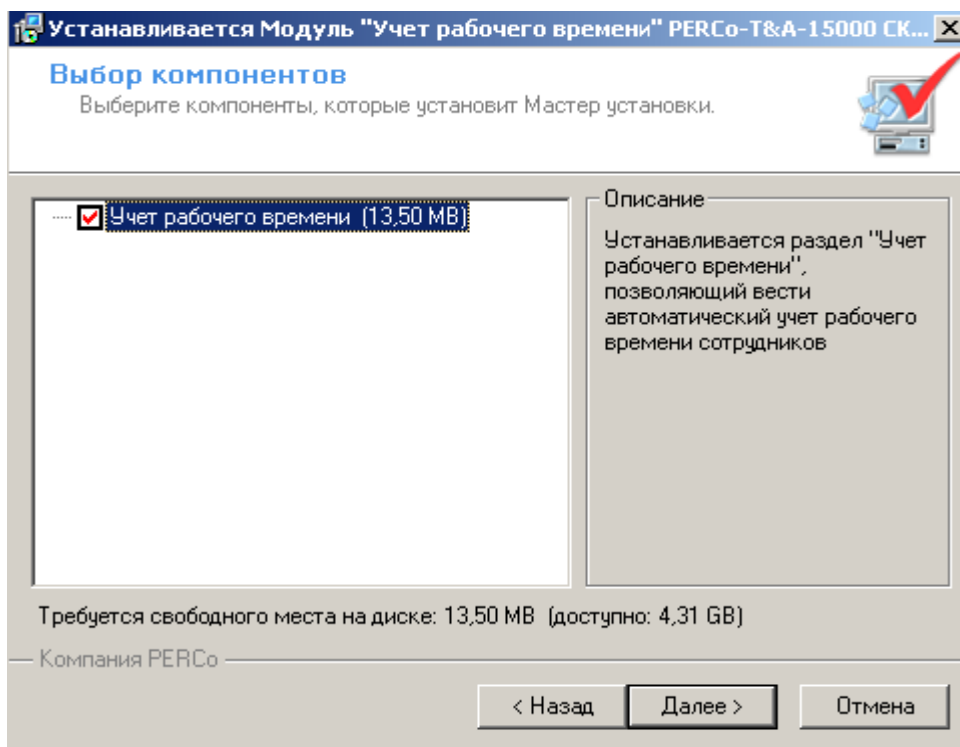 Устанавливается Модуль "Учет рабочего времени" PERCo-T&A-15000 СК...
Выбор компонентов
Выберите компоненты, которые установит Мастер установки.
Учет рабочего времени (13,50 MB)
Описание
Устанавливается раздел "Учет
рабочего времени",
позволяющий вести
автоматический учет рабочего
времени сотрудников
Требуется свободного места на диске: 13,50 MB (доступно: 4,31 GB)
Компания PERCo
< Назад
Далее >
Отмена